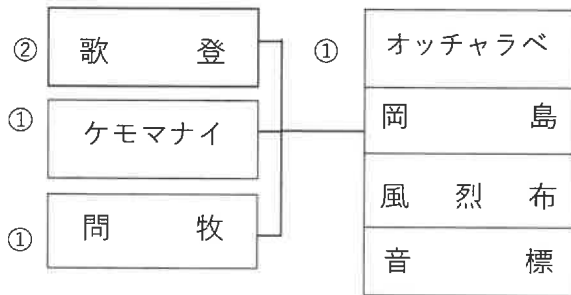 ② 歌登
① ケモマナイ
① 問牧
① オッチャラベ
岡島
風烈布
音標